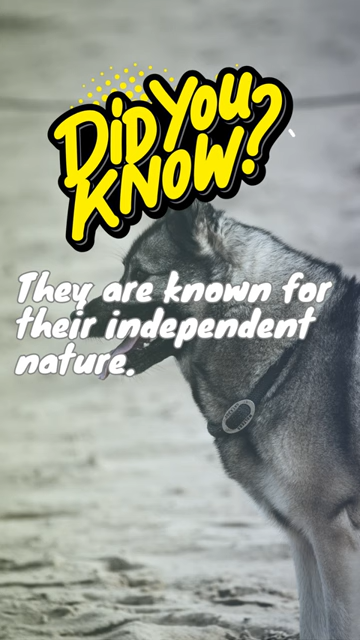 DiD YOU
KNOW?
They are known for
their independent
nature.